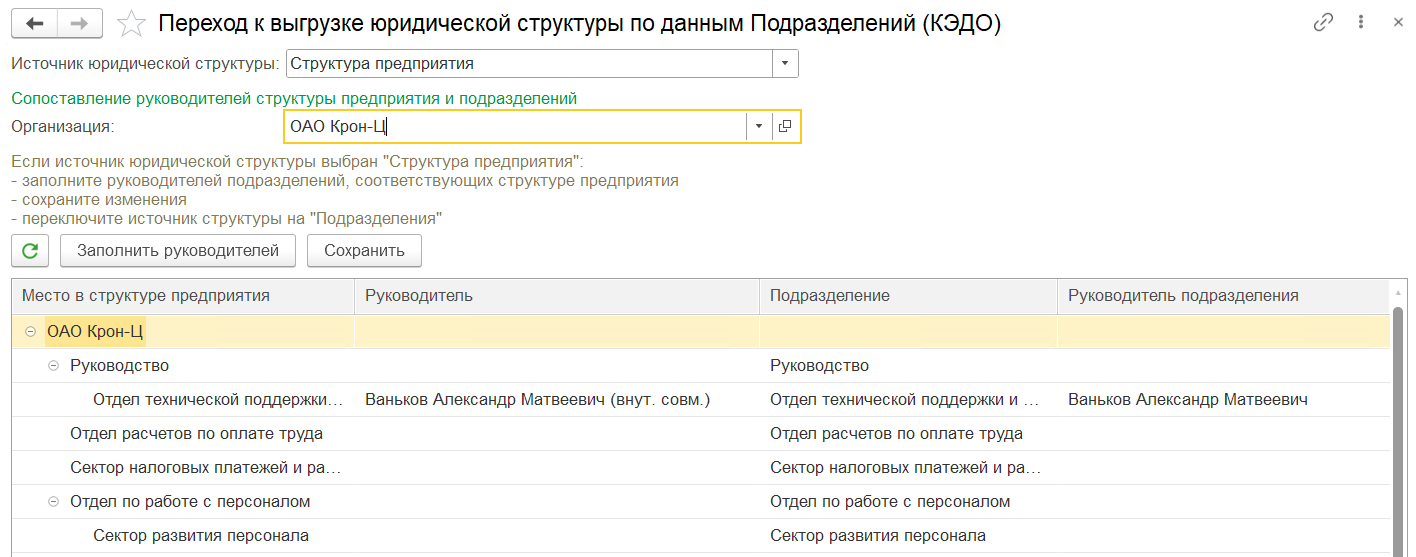 Переход к выгрузке юридической структуры по данным Подразделений (КЭДО)
Источник юридической структуры: Структура предприятия
Сопоставление руководителей структуры предприятия и подразделений
Организация: ОАО Крон-Ц
Если источник юридической структуры выбран "Структура предприятия":
- заполните руководителей подразделений, соответствующих структуре предприятия
- сохраните изменения
- переключите источник структуры на "Подразделения"
Заполнить руководителей Сохранить
Место в структуре предприятия Руководитель Подразделение Руководитель подразделения
ОАО Крон-Ц
Руководство Руководство
Отдел технической поддержки... Ваньков Александр Матвеевич (внут. совм.) Отдел технической поддержки и ... Ваньков Александр Матвеевич
Отдел расчетов по оплате труда Отдел расчетов по оплате труда
Сектор налоговых платежей и ра... Сектор налоговых платежей и ра...
Отдел по работе с персоналом Отдел по работе с персоналом
Сектор развития персонала Сектор развития персонала